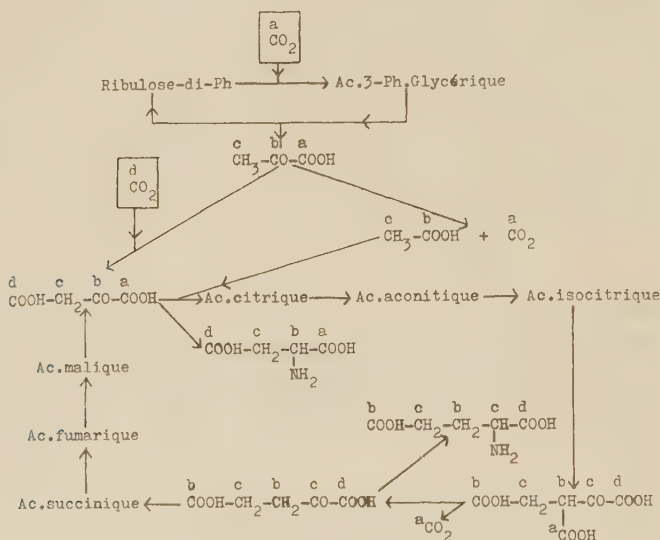 a
CO2
Ribulose-di-Ph Ac.3-Ph.Glycérique
c b a
CH3-CO-COOH
d
CO2
c b a
CH3-COOH + CO2
d c b a
COOH-CH2-CO-COOH Ac.citrique Ac.aconitique Ac.isocitrique
d c b a
COOH-CH2-CH-COOH
NH2
Ac.malique
b c b c d
COOH-CH2-CH2-CH-COOH
NH2
Ac.fumarique
b c b c d
Ac.succinique COOH-CH2-CH2-CO-COOH
b c b c d
COOH-CH2-CH-CO-COOH
aCO2
aCOOH